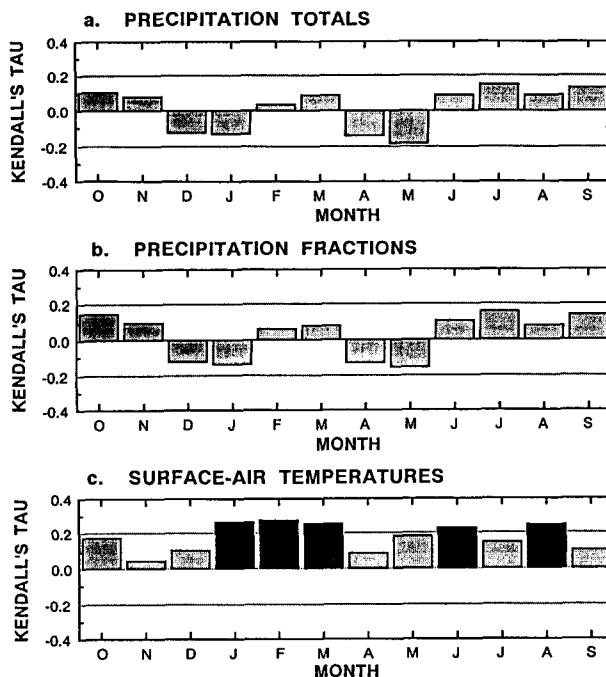 a. PRECIPITATION TOTALS
KENDALL'S TAU
0.4
0.2
0.0
-0.2
-0.4
O N D J F M A M J J A S
MONTH
b. PRECIPITATION FRACTIONS
KENDALL'S TAU
0.4
0.2
0.0
-0.2
-0.4
O N D J F M A M J J A S
MONTH
c. SURFACE-AIR TEMPERATURES
KENDALL'S TAU
0.4
0.2
0.0
-0.2
-0.4
O N D J F M A M J J A S
MONTH